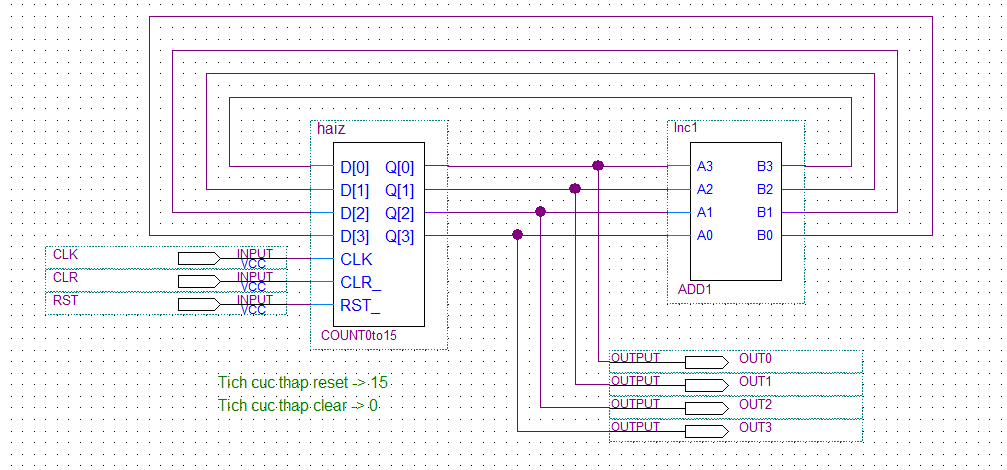 haiz
Inc1
D[0] Q[0]
A3 B3
D[1] Q[1]
A2 B2
D[2] Q[2]
A1 B1
D[3] Q[3]
A0 B0
CLK INPUT
VCC
CLK
CLR INPUT
VCC
CLR_
RST INPUT
VCC
RST_
ADD1
COUNT0to15
OUTPUT OUT0
OUTPUT OUT1
OUTPUT OUT2
OUTPUT OUT3
Tich cuc thap reset -> 15
Tich cuc thap clear -> 0